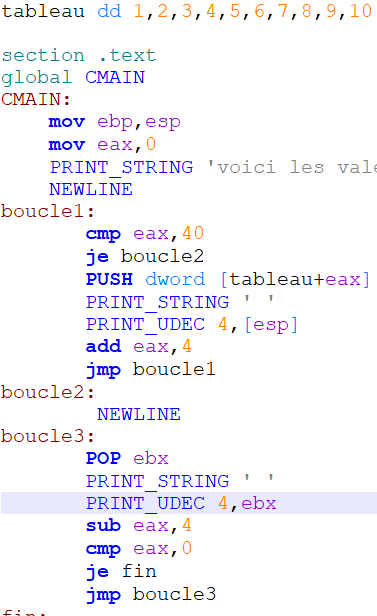 tableau dd 1,2,3,4,5,6,7,8,9,10
section .text
global CMAIN
CMAIN:
mov ebp,esp
mov eax,0
PRINT_STRING 'voici les
NEWLINE
boucle1:
cmp eax,40
je boucle2
PUSH dword [tableau+eax]
PRINT_STRING ' '
PRINT_UDEC 4,[esp]
add eax,4
jmp boucle1
boucle2:
NEWLINE
boucle3:
POP ebx
PRINT_STRING ' '
PRINT_UDEC 4,ebx
sub eax,4
cmp eax,0
je fin
jmp boucle3
fin: